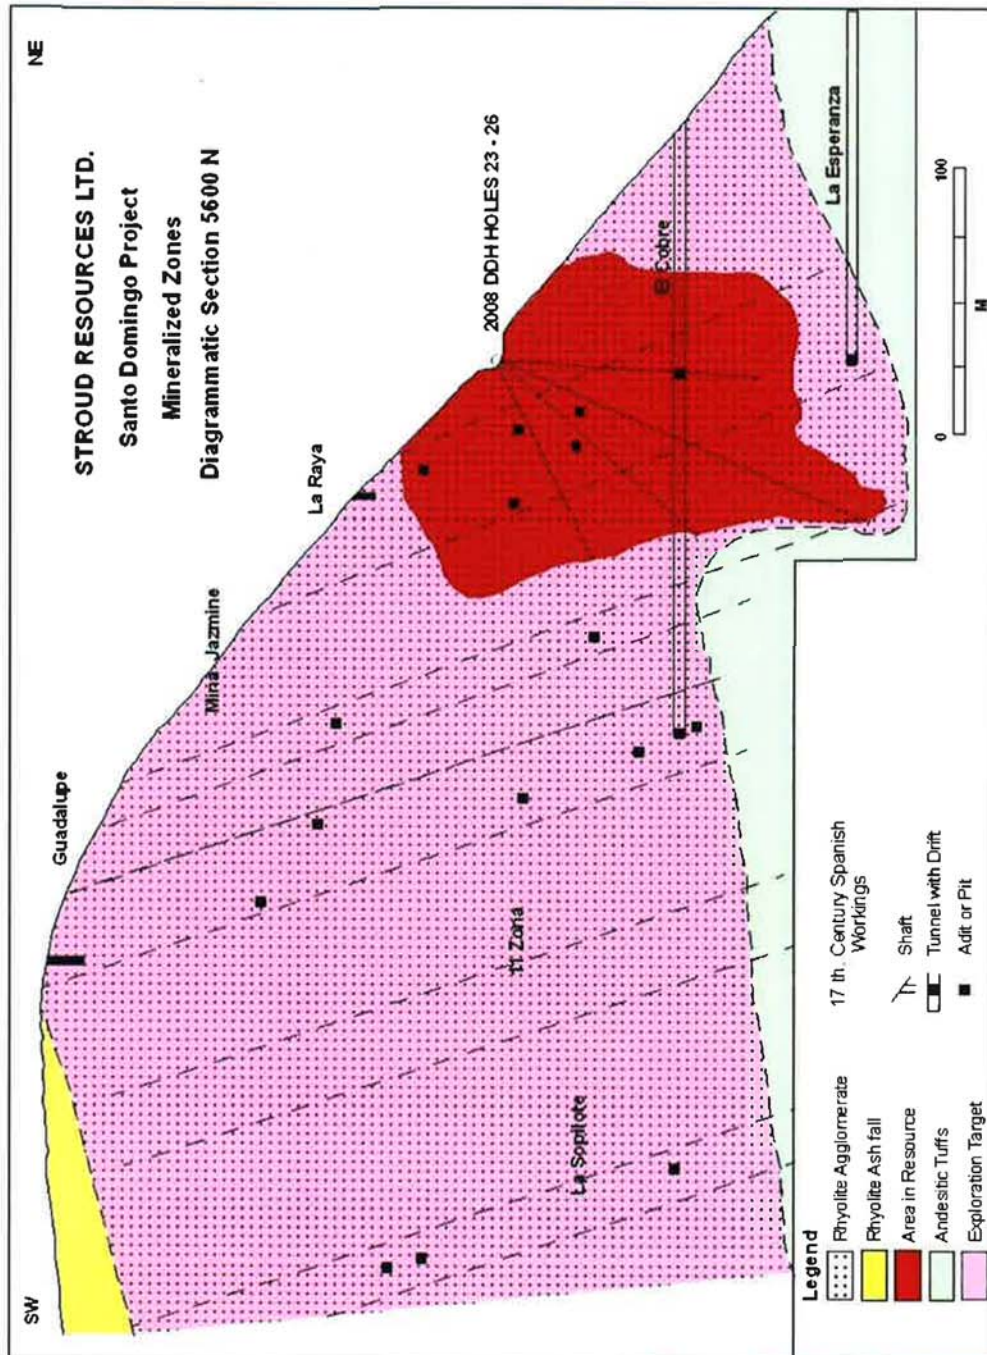 SW
NE
STROUD RESOURCES LTD.
Santo Domingo Project
Mineralized Zones
Diagrammatic Section 5600 N
Guadalupe
Mina Jazmine
La Raya
2008 DDH HOLES 23 - 26
La Sopilote
11 Zona
El Cobre
La Esperanza
Legend
Rhyolite Agglomerate
Rhyolite Ash fall
Area in Resource
Andesitic Tuffs
Exploration Target
17 th. Century Spanish
Workings
Shaft
Tunnel with Drift
Adit or Pit
0 100
M